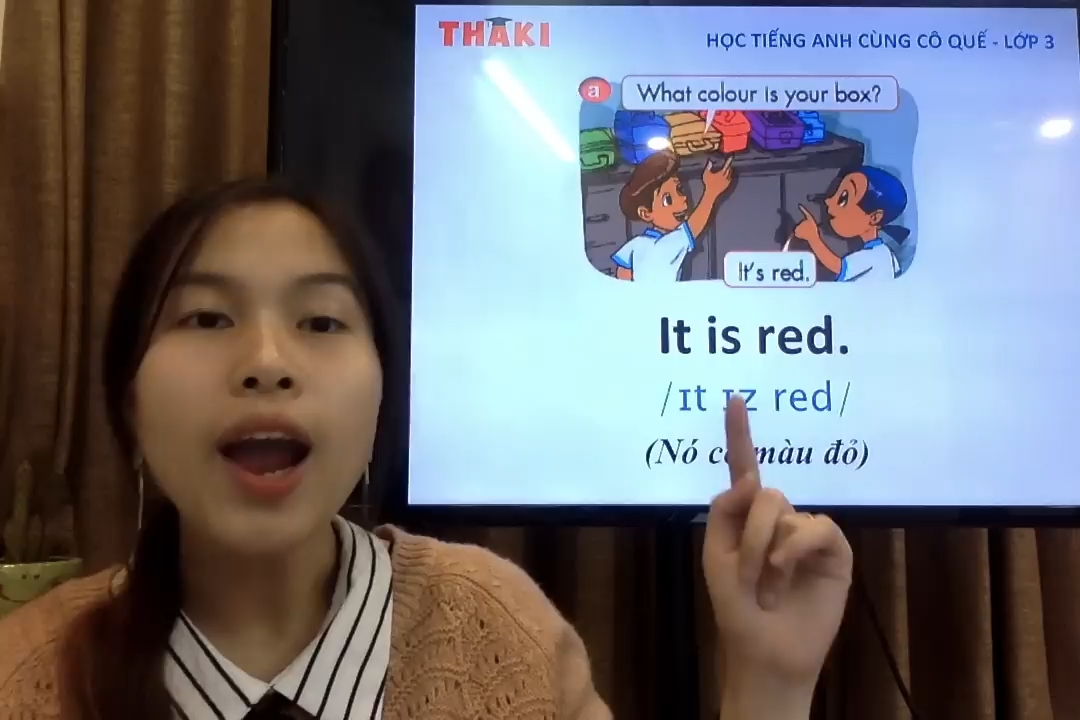 THAKI
HỌC TIẾNG ANH CÙNG CÔ QUẾ - LỚP 3
a
What colour is your box?
It's red.
It is red.
/ɪt ɪz red/
(Nó có màu đỏ)